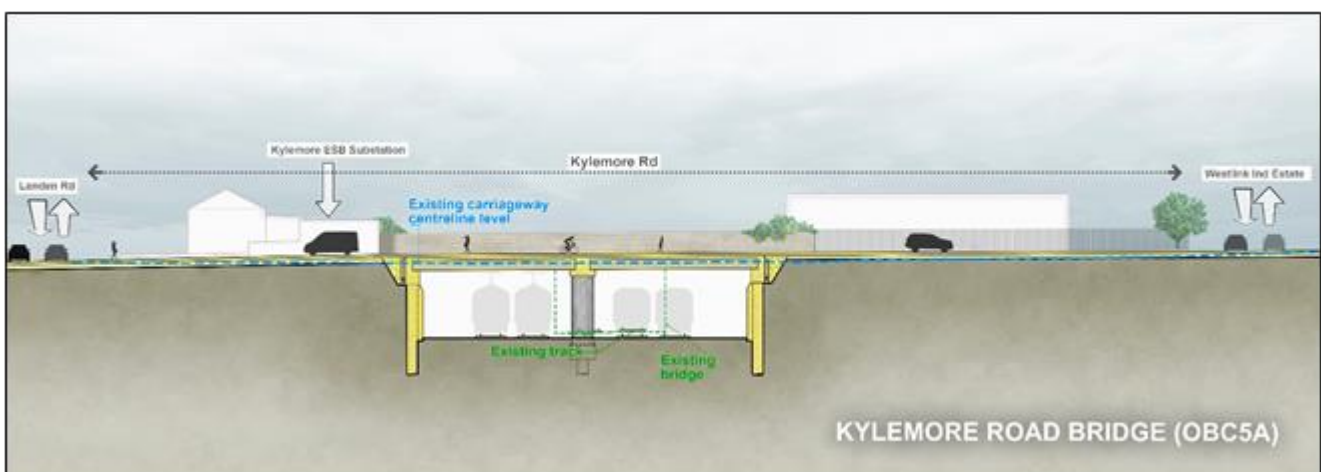 Kylemore ESB Substation
Kylemore Rd
Landen Rd
Westlink Ind Estate
Existing carriageway
centreline level
Existing track
Existing
bridge
KYLEMORE ROAD BRIDGE (OBC5A)